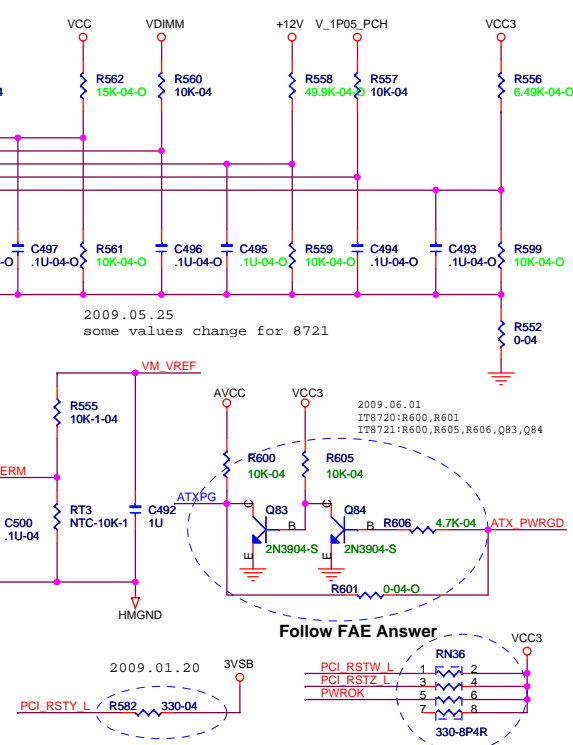 VCC VDIMM +12V V_1P05_PCH VCC3
4 R562 R560 R558 R557 R556
15K-04-O 10K-04 49.9K-04-O 10K-04 6.49K-04-O
C497 R561 C496 C495 R559 C494 C493 R599
-O .1U-04-O 10K-04-O .1U-04-O .1U-04-O 10K-04-O .1U-04-O .1U-04-O 10K-04-O
2009.05.25
some values change for 8721
R552
0-04
VM_VREF
R555
10K-1-04
AVCC VCC3
2009.06.01
IT8720:R600,R601
IT8721:R600,R605,R606,Q83,Q84
R600 R605
10K-04 10K-04
ERM
ATXPG
C Q83 C Q84
B B R606 4.7K-04 ATX_PWRGD
E 2N3904-S E 2N3904-S
C500
.1U-04
RT3
NTC-10K-1
C492
1U
R601 0-04-O
HMGND
Follow FAE Answer
2009.01.20
3VSB
PCI_RSTY_L R582 330-04
VCC3
RN36
PCI_RSTW_L 1 2
PCI_RSTZ_L 3 4
PWROK 5 6
7 8
330-8P4R